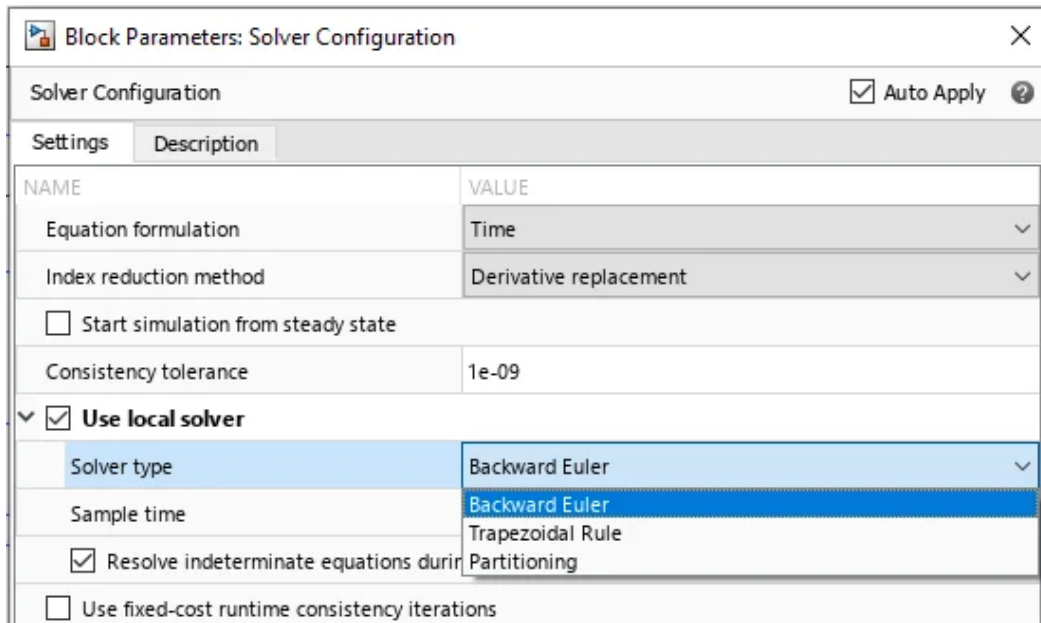 Block Parameters: Solver Configuration
Solver Configuration
Auto Apply
Settings
Description
NAME
VALUE
Equation formulation
Time
Index reduction method
Derivative replacement
Start simulation from steady state
Consistency tolerance
1e-09
Use local solver
Solver type
Backward Euler
Backward Euler
Sample time
Trapezoidal Rule
Resolve indeterminate equations durin
Partitioning
Use fixed-cost runtime consistency iterations